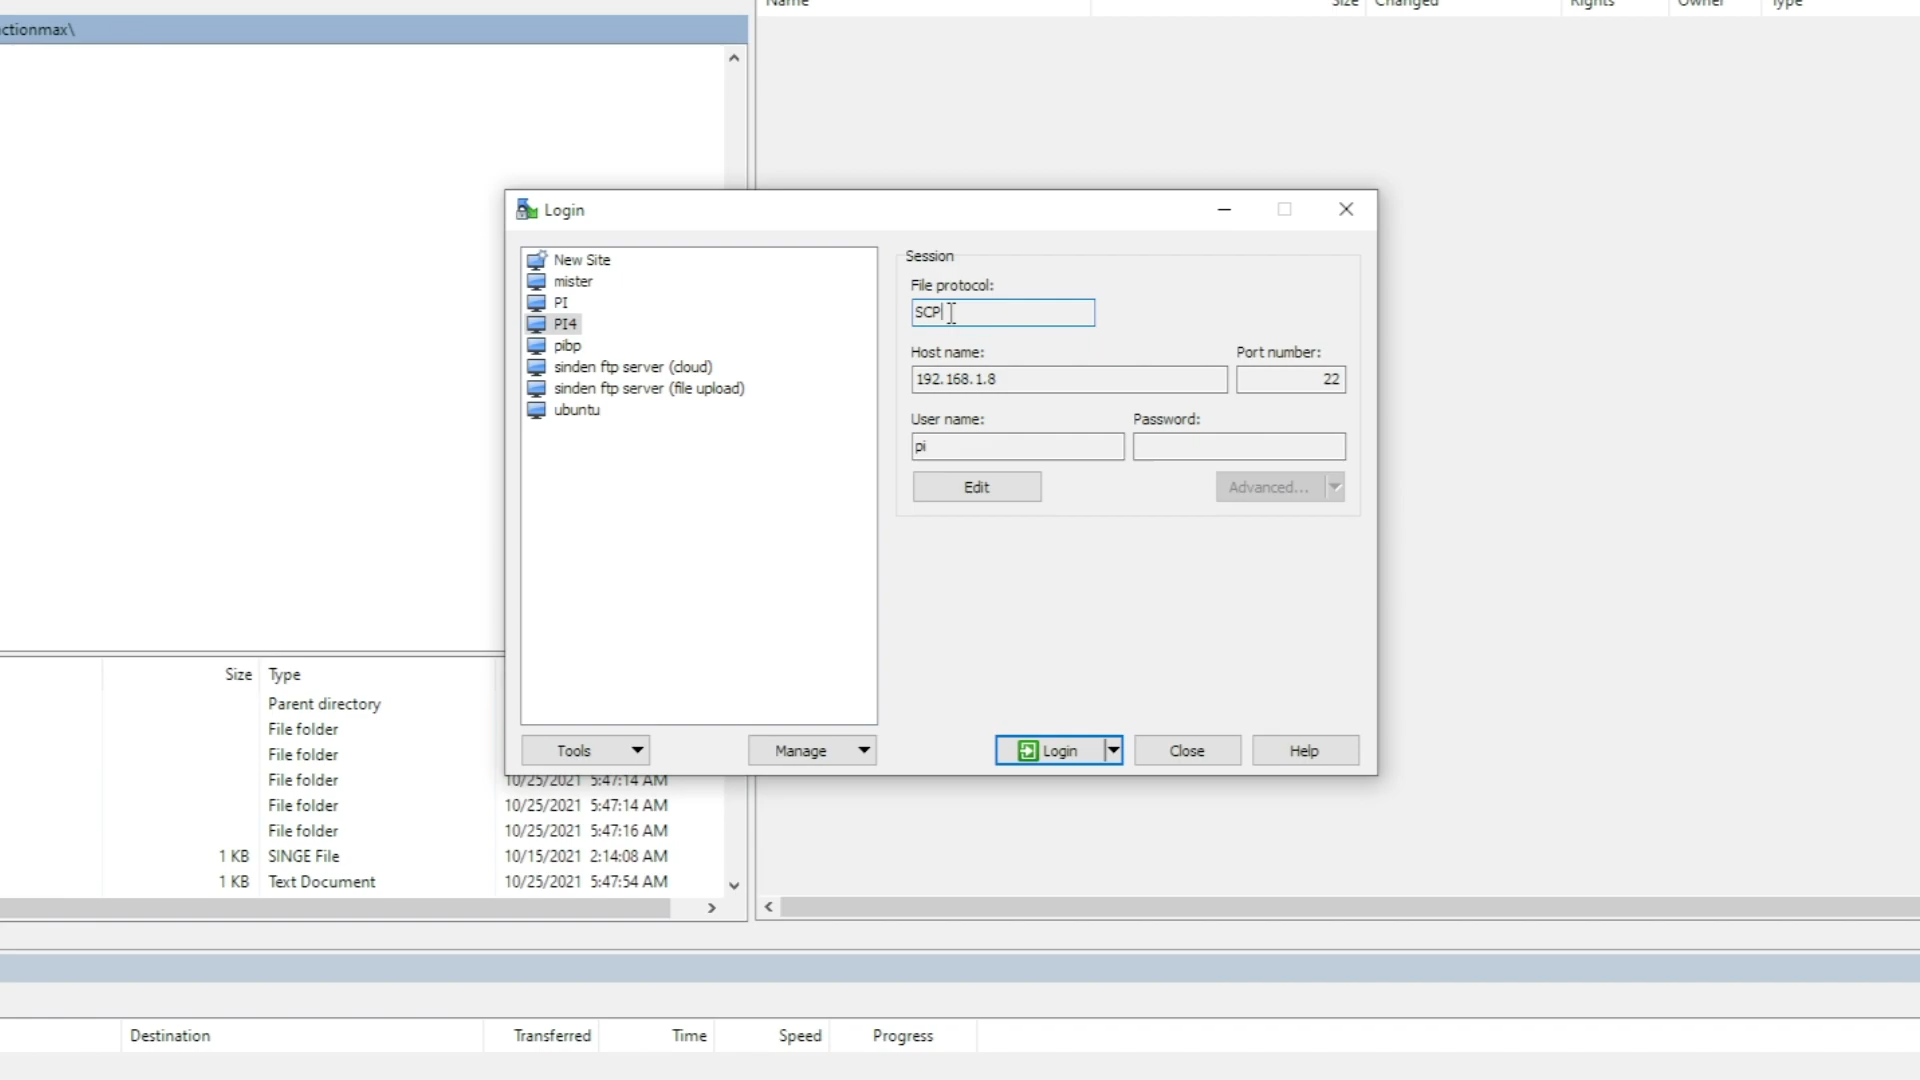 Name Size Changed Rights Owner Type
ctionmax\
Login
New Site
mister
PI
PI4
pibp
sinden ftp server (cloud)
sinden ftp server (file upload)
ubuntu
Session
File protocol:
SCP
Host name: Port number:
192.168.1.8 22
User name: Password:
pi
Edit Advanced...
Tools Manage Login Close Help
Size Type
Parent directory
File folder
File folder
File folder 10/25/2021 5:47:14 AM
File folder 10/25/2021 5:47:14 AM
File folder 10/25/2021 5:47:16 AM
1 KB SINGE File 10/15/2021 2:14:08 AM
1 KB Text Document 10/25/2021 5:47:54 AM
Destination Transferred Time Speed Progress